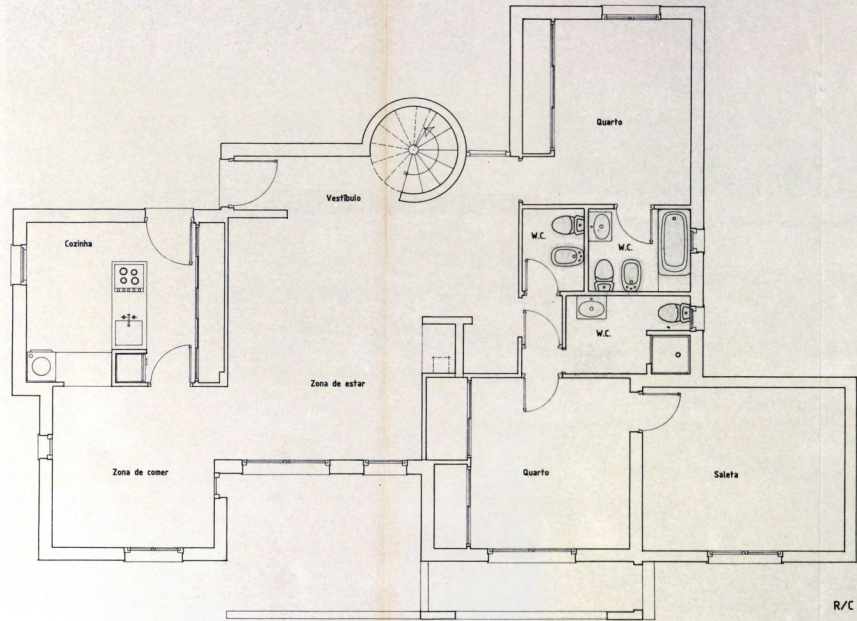 Quarto
Vestíbulo
Cozinha
W.C.
W.C.
W.C.
Zona de estar
Zona de comer
Quarto
Saleta
R/C